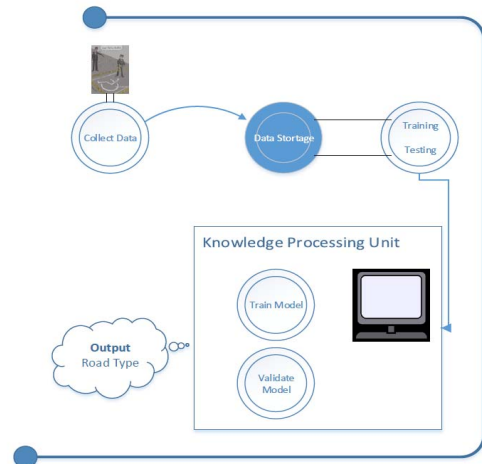 Collect Data
Data Stortage
Training
Testing
Knowledge Processing Unit
Train Model
Validate
Model
Output
Road Type